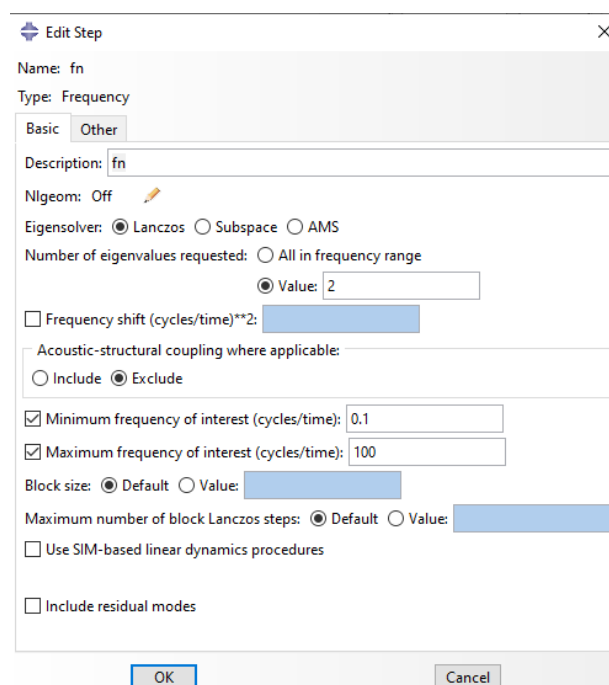 Edit Step
Name: fn
Type: Frequency
Basic Other
Description: fn
Nlgeom: Off
Eigensolver: Lanczos Subspace AMS
Number of eigenvalues requested: All in frequency range
Value: 2
Frequency shift (cycles/time)**2:
Acoustic-structural coupling where applicable:
Include Exclude
Minimum frequency of interest (cycles/time): 0.1
Maximum frequency of interest (cycles/time): 100
Block size: Default Value:
Maximum number of block Lanczos steps: Default Value:
Use SIM-based linear dynamics procedures
Include residual modes
OK Cancel